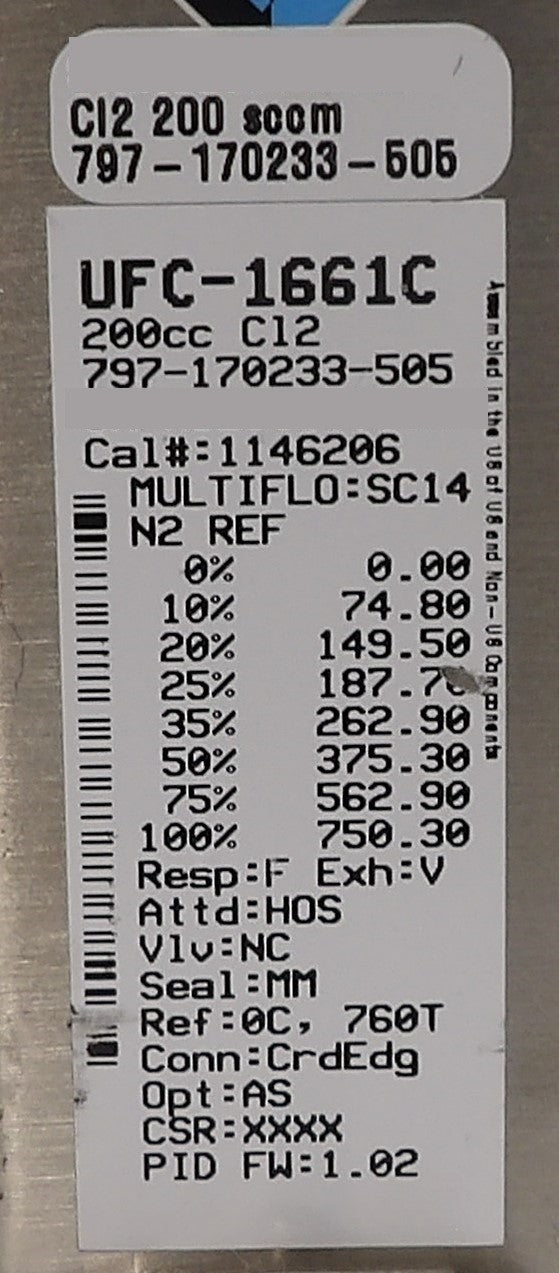 Cl2 200 sccm
797-170233-505
UFC-1661C
200cc Cl2
797-170233-505
Cal#:1146206
MULTIFLO:SC14
N2 REF
0% 0.00
10% 74.80
20% 149.50
25% 187.7
35% 262.90
50% 375.30
75% 562.90
100% 750.30
Resp:F Exh:V
Attd:HOS
Vlv:NC
Seal:MM
Ref:0C, 760T
Conn:CrdEdg
Opt:AS
CSR:XXXX
PID FW:1.02
Assembled in the US of US and Non-US Components